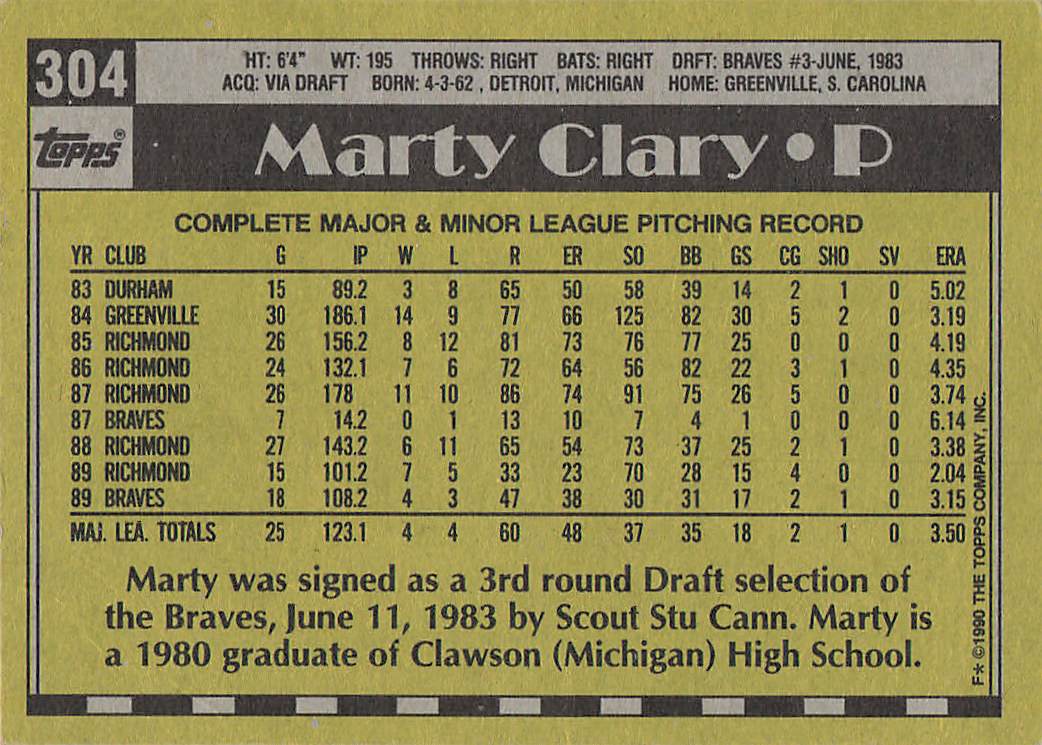 304
HT: 6'4" WT: 195 THROWS: RIGHT BATS: RIGHT DRFT: BRAVES #3-JUNE, 1983
ACQ: VIA DRAFT BORN: 4-3-62, DETROIT, MICHIGAN HOME: GREENVILLE, S. CAROLINA
topps®
Marty Clary • P
COMPLETE MAJOR & MINOR LEAGUE PITCHING RECORD
YR CLUB G IP W L R ER SO BB GS CG SHO SV ERA
83 DURHAM 15 89.2 3 8 65 50 58 39 14 2 1 0 5.02
84 GREENVILLE 30 186.1 14 9 77 66 125 82 30 5 2 0 3.19
85 RICHMOND 26 156.2 8 12 81 73 76 77 25 0 0 0 4.19
86 RICHMOND 24 132.1 7 6 72 64 56 82 22 3 1 0 4.35
87 RICHMOND 26 178 11 10 86 74 91 75 26 5 0 0 3.74
87 BRAVES 7 14.2 0 1 13 10 7 4 1 0 0 0 6.14
88 RICHMOND 27 143.2 6 11 65 54 73 37 25 2 1 0 3.38
89 RICHMOND 15 101.2 7 5 33 23 70 28 15 4 0 0 2.04
89 BRAVES 18 108.2 4 3 47 38 30 31 17 2 1 0 3.15
MAJ. LEA. TOTALS 25 123.1 4 4 60 48 37 35 18 2 1 0 3.50
Marty was signed as a 3rd round Draft selection of
the Braves, June 11, 1983 by Scout Stu Cann. Marty is
a 1980 graduate of Clawson (Michigan) High School.
F* ©1990 THE TOPPS COMPANY, INC.